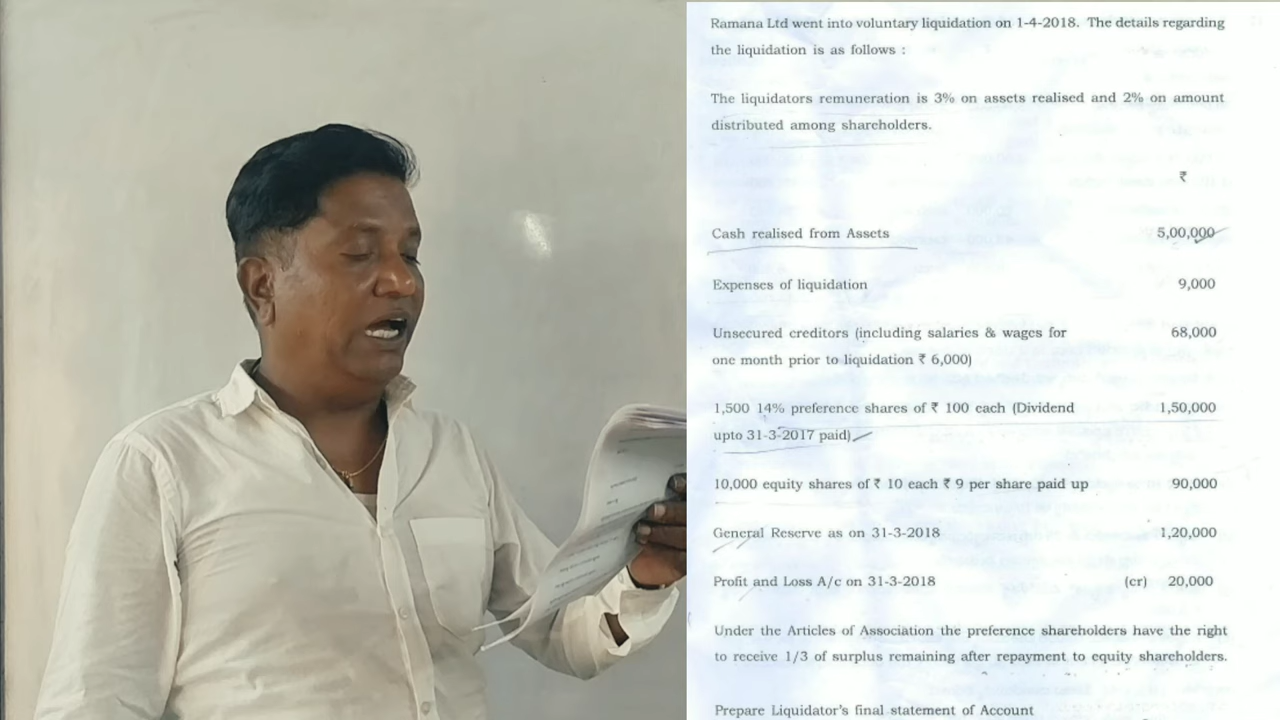 Ramana Ltd went into voluntary liquidation on 1-4-2018. The details regarding
the liquidation is as follows :
The liquidators remuneration is 3% on assets realised and 2% on amount
distributed among shareholders.
₹
Cash realised from Assets 5,00,000
Expenses of liquidation 9,000
Unsecured creditors (including salaries & wages for 68,000
one month prior to liquidation ₹ 6,000)
1,500 14% preference shares of ₹ 100 each (Dividend 1,50,000
upto 31-3-2017 paid)
10,000 equity shares of ₹ 10 each ₹ 9 per share paid up 90,000
General Reserve as on 31-3-2018 1,20,000
Profit and Loss A/c on 31-3-2018 (cr) 20,000
Under the Articles of Association the preference shareholders have the right
to receive 1/3 of surplus remaining after repayment to equity shareholders.
Prepare Liquidator's final statement of Account